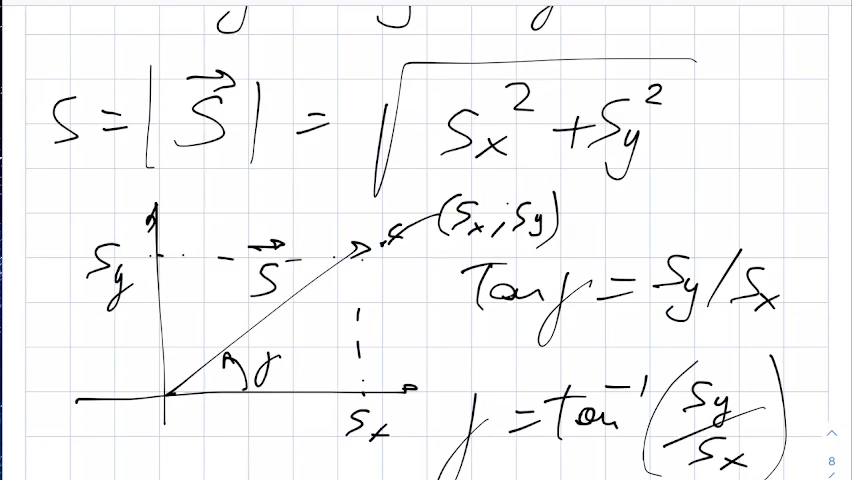 S = |S⃗| = √(Sx² + Sy²)
(Sx; Sy)
Sy
S⃗
Tan γ = Sy/Sx
γ
Sx
γ = tan⁻¹(Sy/Sx)
8